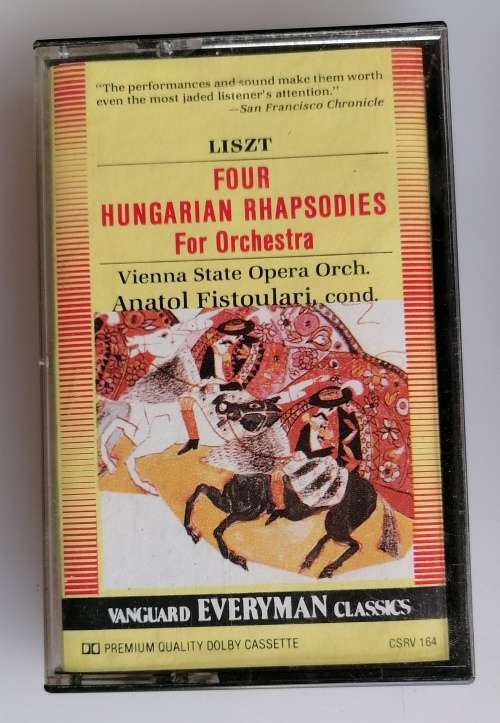 "The performances and sound make them worth
even the most jaded listener's attention."
—San Francisco Chronicle
LISZT
FOUR
HUNGARIAN RHAPSODIES
For Orchestra
Vienna State Opera Orch.
Anatol Fistoulari, cond.
VANGUARD EVERYMAN CLASSICS
PREMIUM QUALITY DOLBY CASSETTE
CSRV 164